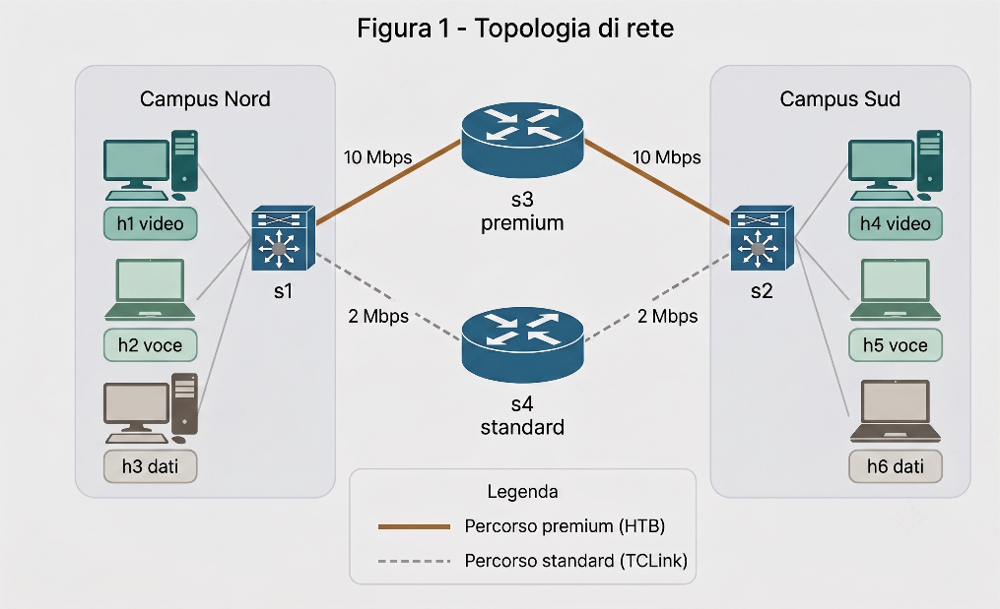 Figura 1 - Topologia di rete
Campus Nord
h1 video
h2 voce
h3 dati
s1
10 Mbps
2 Mbps
s3
premium
s4
standard
10 Mbps
2 Mbps
s2
Campus Sud
h4 video
h5 voce
h6 dati
Legenda
Percorso premium (HTB)
Percorso standard (TCLink)